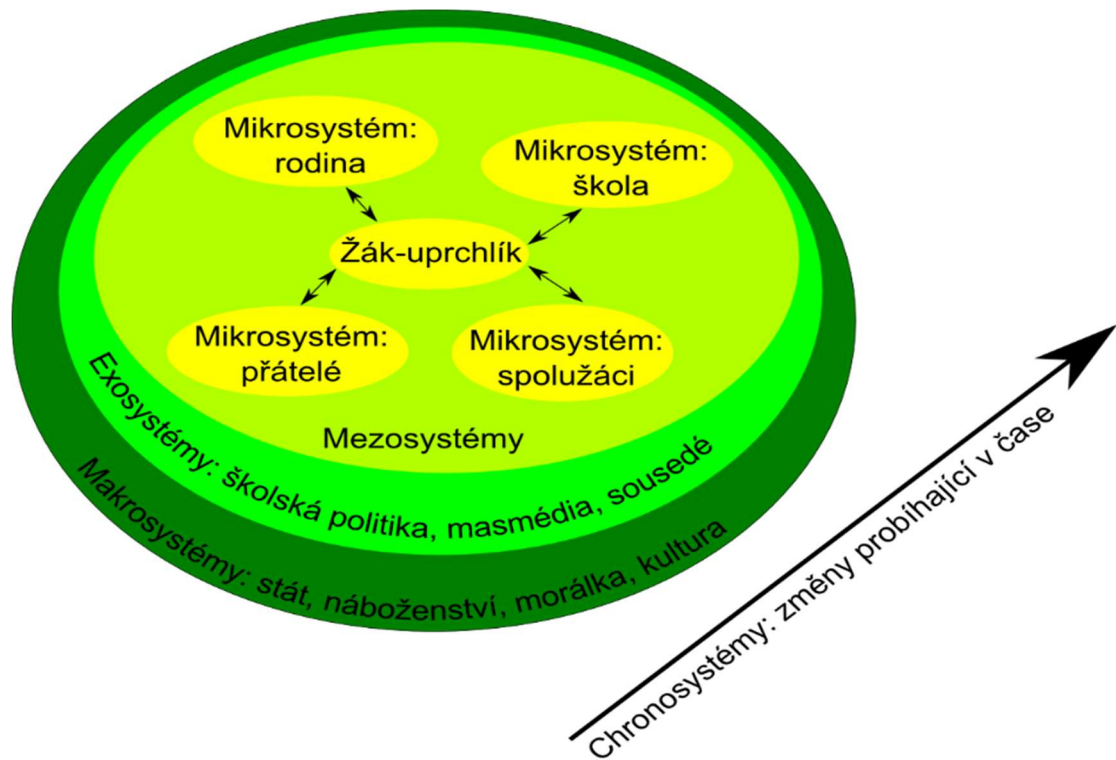 Mikrosystém:
rodina
Mikrosystém:
škola
Žák-uprchlík
Mikrosystém:
přátelé
Mikrosystém:
spolužáci
Mezosystémy
Exosystémy: školská politika, masmédia, sousedé
Makrosystémy: stát, náboženství, morálka, kultura
Chronosystémy: změny probíhající v čase